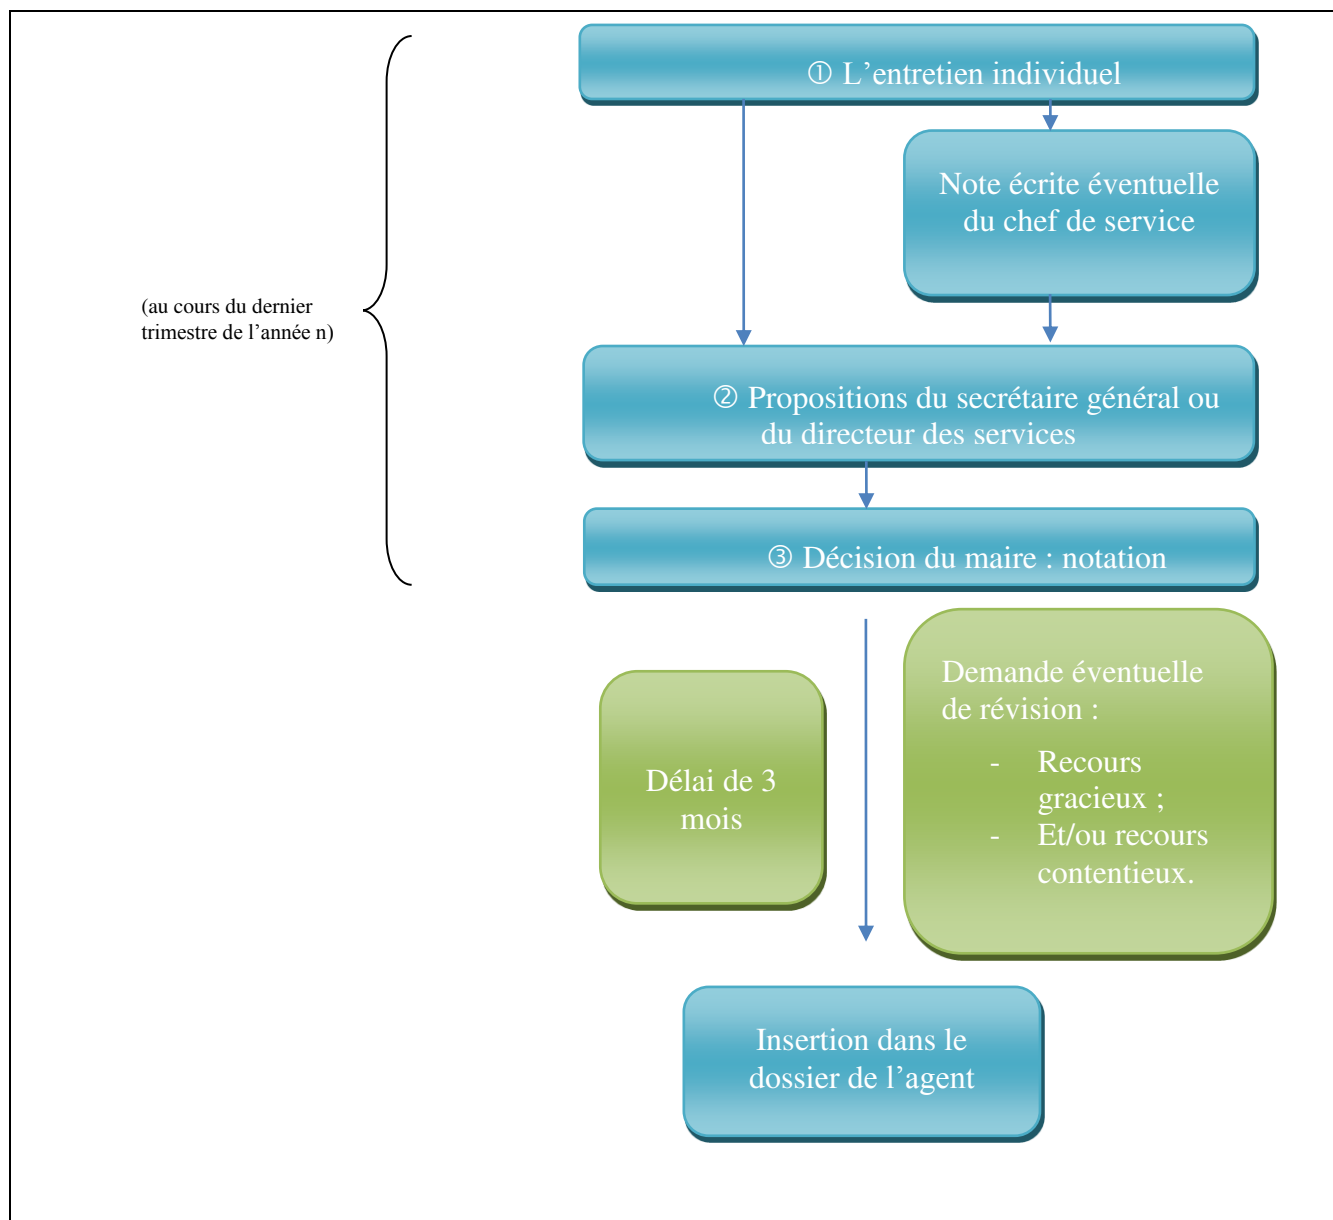 ① L’entretien individuel
Note écrite éventuelle
du chef de service
(au cours du dernier
trimestre de l’année n)
② Propositions du secrétaire général ou
du directeur des services
③ Décision du maire : notation
Demande éventuelle
de révision :
- Recours
gracieux ;
- Et/ou recours
contentieux.
Délai de 3
mois
Insertion dans le
dossier de l’agent